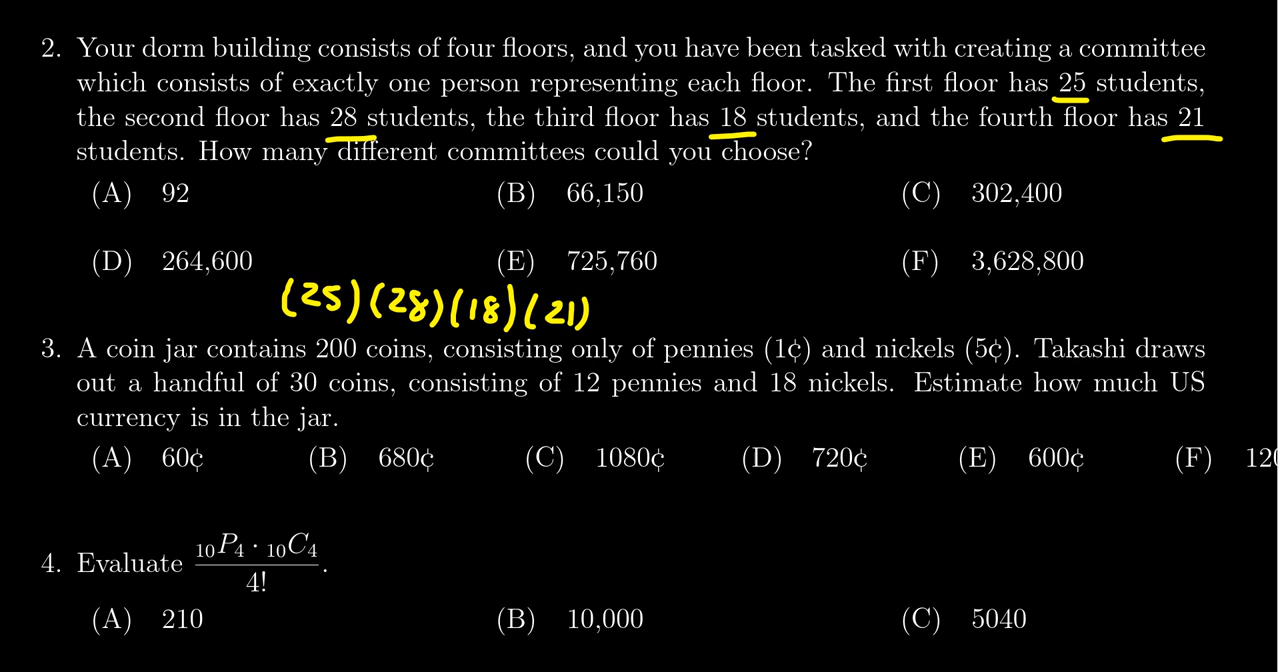 2. Your dorm building consists of four floors, and you have been tasked with creating a committee
which consists of exactly one person representing each floor. The first floor has 25 students,
the second floor has 28 students, the third floor has 18 students, and the fourth floor has 21
students. How many different committees could you choose?
(A) 92 (B) 66,150 (C) 302,400
(D) 264,600 (E) 725,760 (F) 3,628,800
(25)(28)(18)(21)
3. A coin jar contains 200 coins, consisting only of pennies (1¢) and nickels (5¢). Takashi draws
out a handful of 30 coins, consisting of 12 pennies and 18 nickels. Estimate how much US
currency is in the jar.
(A) 60¢ (B) 680¢ (C) 1080¢ (D) 720¢ (E) 600¢ (F)
4. Evaluate ₁₀P₄ · ₁₀C₄ / 4!.
(A) 210 (B) 10,000 (C) 5040